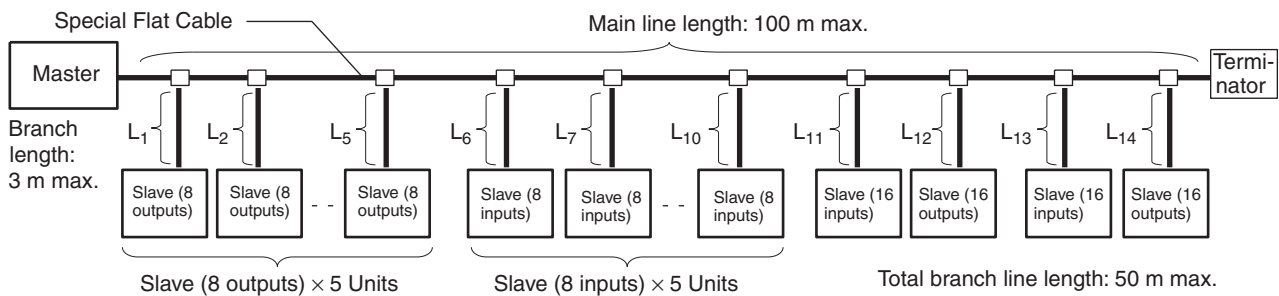 Special Flat Cable
Main line length: 100 m max.
Master
Termi-
nator
Branch
length:
3 m max.
L1
L2
L5
L6
L7
L10
L11
L12
L13
L14
Slave (8
outputs)
Slave (8
outputs)
- -
Slave (8
outputs)
Slave (8
inputs)
Slave (8
inputs)
- -
Slave (8
inputs)
Slave (16
inputs)
Slave (16
outputs)
Slave (16
inputs)
Slave (16
outputs)
Slave (8 outputs) × 5 Units
Slave (8 inputs) × 5 Units
Total branch line length: 50 m max.